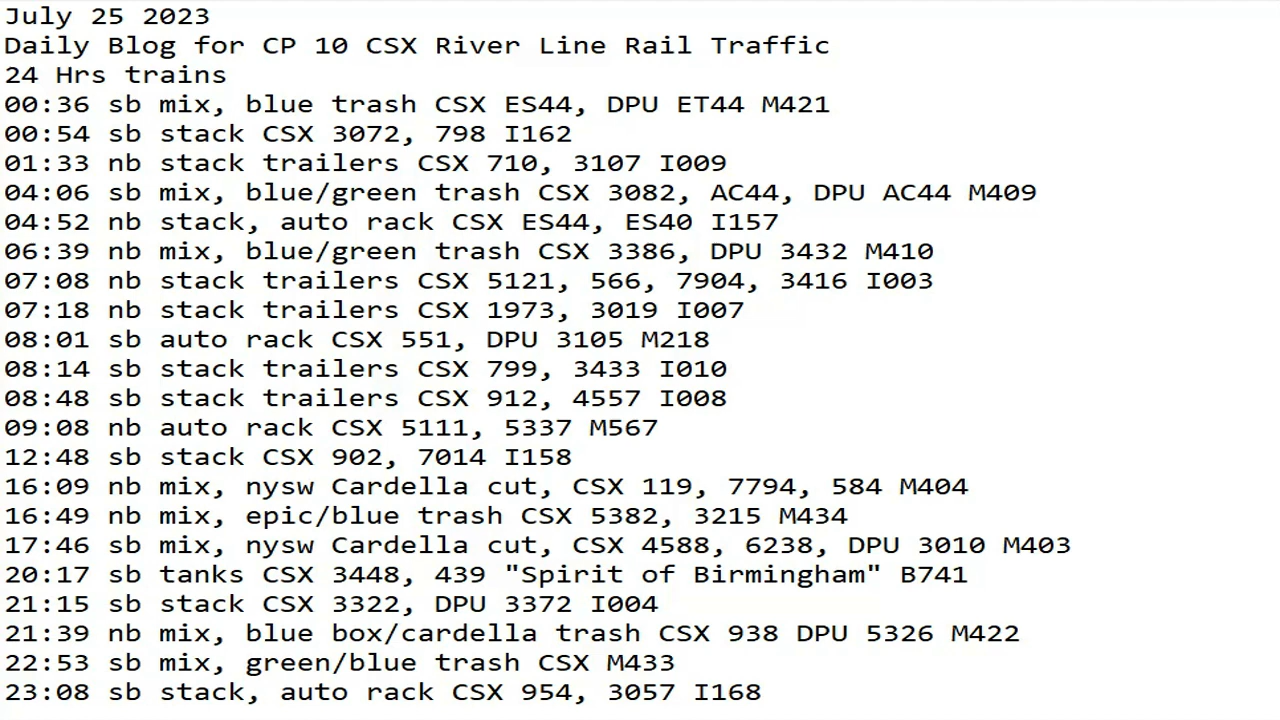 July 25 2023
Daily Blog for CP 10 CSX River Line Rail Traffic
24 Hrs trains
00:36 sb mix, blue trash CSX ES44, DPU ET44 M421
00:54 sb stack CSX 3072, 798 I162
01:33 nb stack trailers CSX 710, 3107 I009
04:06 sb mix, blue/green trash CSX 3082, AC44, DPU AC44 M409
04:52 nb stack, auto rack CSX ES44, ES40 I157
06:39 nb mix, blue/green trash CSX 3386, DPU 3432 M410
07:08 nb stack trailers CSX 5121, 566, 7904, 3416 I003
07:18 nb stack trailers CSX 1973, 3019 I007
08:01 sb auto rack CSX 551, DPU 3105 M218
08:14 sb stack trailers CSX 799, 3433 I010
08:48 sb stack trailers CSX 912, 4557 I008
09:08 nb auto rack CSX 5111, 5337 M567
12:48 sb stack CSX 902, 7014 I158
16:09 nb mix, nysw Cardella cut, CSX 119, 7794, 584 M404
16:49 nb mix, epic/blue trash CSX 5382, 3215 M434
17:46 sb mix, nysw Cardella cut, CSX 4588, 6238, DPU 3010 M403
20:17 sb tanks CSX 3448, 439 "Spirit of Birmingham" B741
21:15 sb stack CSX 3322, DPU 3372 I004
21:39 nb mix, blue box/cardella trash CSX 938 DPU 5326 M422
22:53 sb mix, green/blue trash CSX M433
23:08 sb stack, auto rack CSX 954, 3057 I168